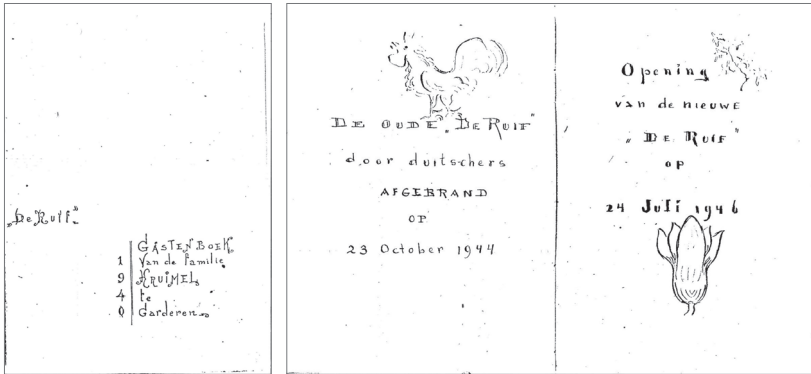 „De Ruif"
GASTENBOEK
1 Van de familie
9 KRUIMEL
4 te
0 Garderen
DE OUDE „DE RUIF"
door duitschers
AFGEBRAND
OP
23 October 1944
Opening
van de nieuwe
„DE RUIF"
OP
24 Juli 1946